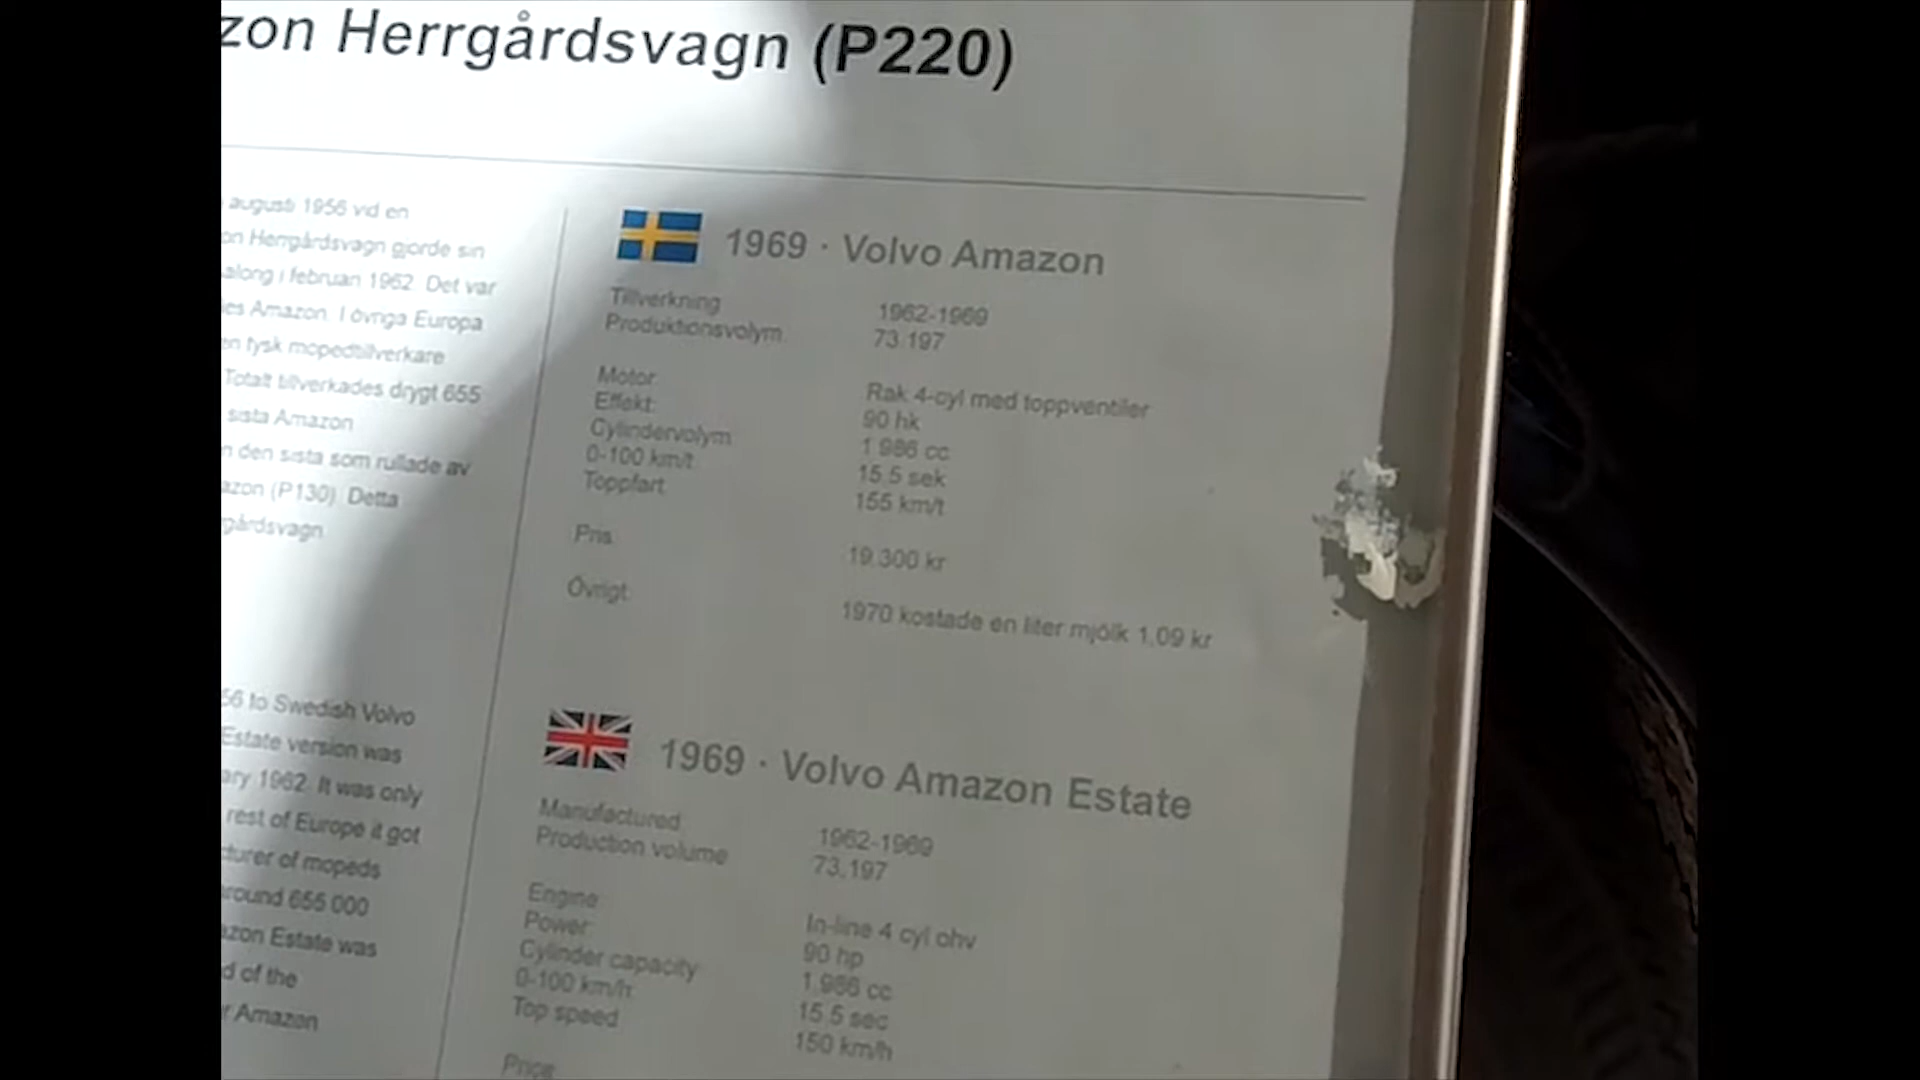 zon Herrgårdsvagn (P220)
augusti 1956 vid en
on Herrgårdsvagn gjorde sin
along i februari 1962. Det var
es Amazon. I övriga Europa
en tysk mopedtillverkare
Totalt tillverkades drygt 655
sista Amazon
n den sista som rullade av
azon (P130). Detta
gårdsvagn.
1969 · Volvo Amazon
Tillverkning 1962-1969
Produktionsvolym: 73.197
Motor: Rak 4-cyl med toppventiler
Effekt: 90 hk
Cylindervolym: 1 986 cc
0-100 km/t: 15.5 sek
Toppfart: 155 km/t
Pris 19.300 kr
Övrigt: 1970 kostade en liter mjölk 1,09 kr
56 to Swedish Volvo
Estate version was
ary 1962. It was only
rest of Europe it got
cturer of mopeds
around 655 000
azon Estate was
d of the
r Amazon
1969 · Volvo Amazon Estate
Manufactured: 1962-1969
Production volume 73,197
Engine: In-line 4 cyl ohv
Power: 90 hp
Cylinder capacity: 1.986 cc
0-100 km/h: 15.5 sec
Top speed 150 km/h
Price